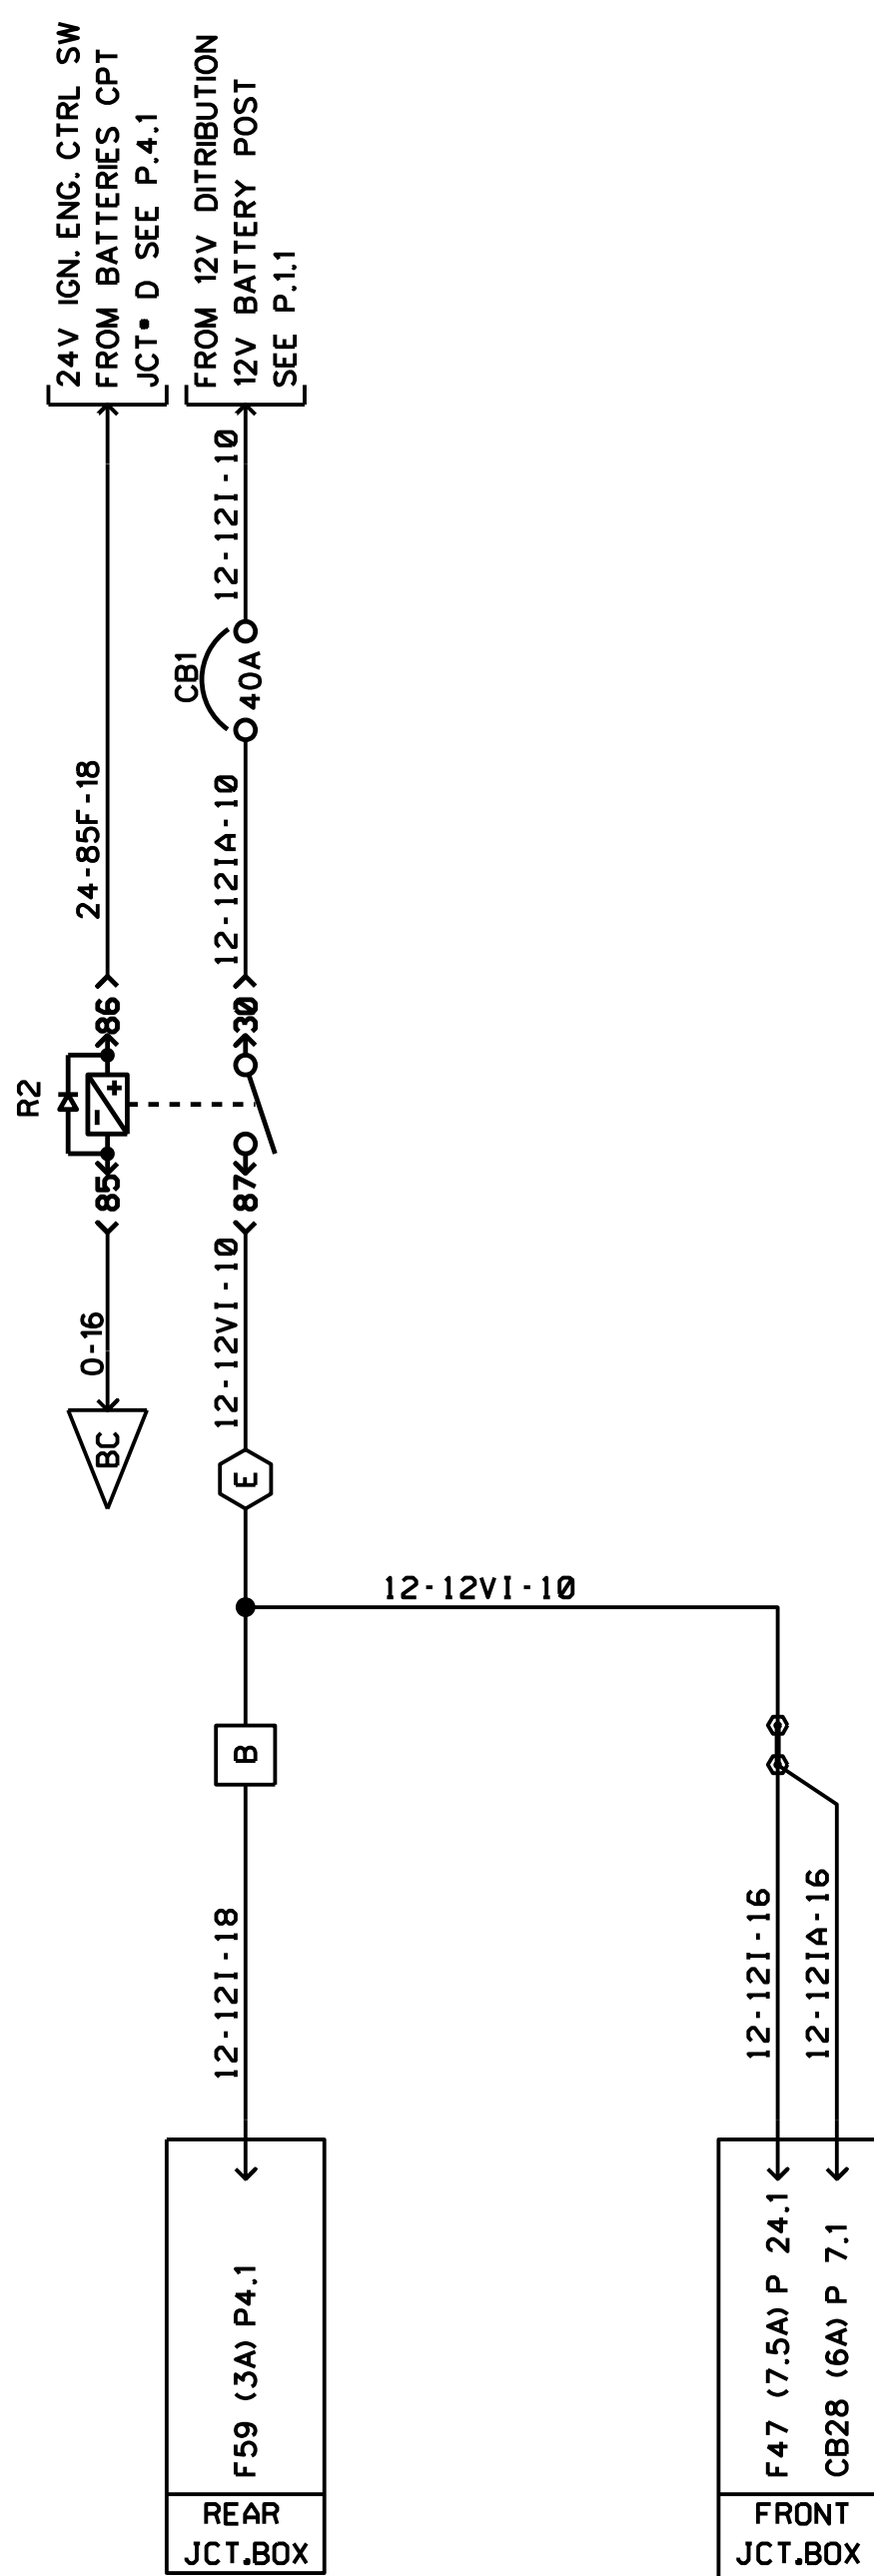 24V IGN. ENG. CTRL SW
FROM BATTERIES CPT
JCT• D SEE P.4.1
FROM 12V DITRIBUTION
12V BATTERY POST
SEE P.1.1
12-12I-10
CB1
40A
24-85F-18
12-12IA-10
86
30
R2
+
-
85
87
0-16
12-12VI-10
BC
E
12-12VI-10
B
12-12I-18
12-12I-16
12-12IA-16
F59 (3A) P4.1
F47 (7.5A) P 24.1
CB28 (6A) P 7.1
REAR
JCT.BOX
FRONT
JCT.BOX